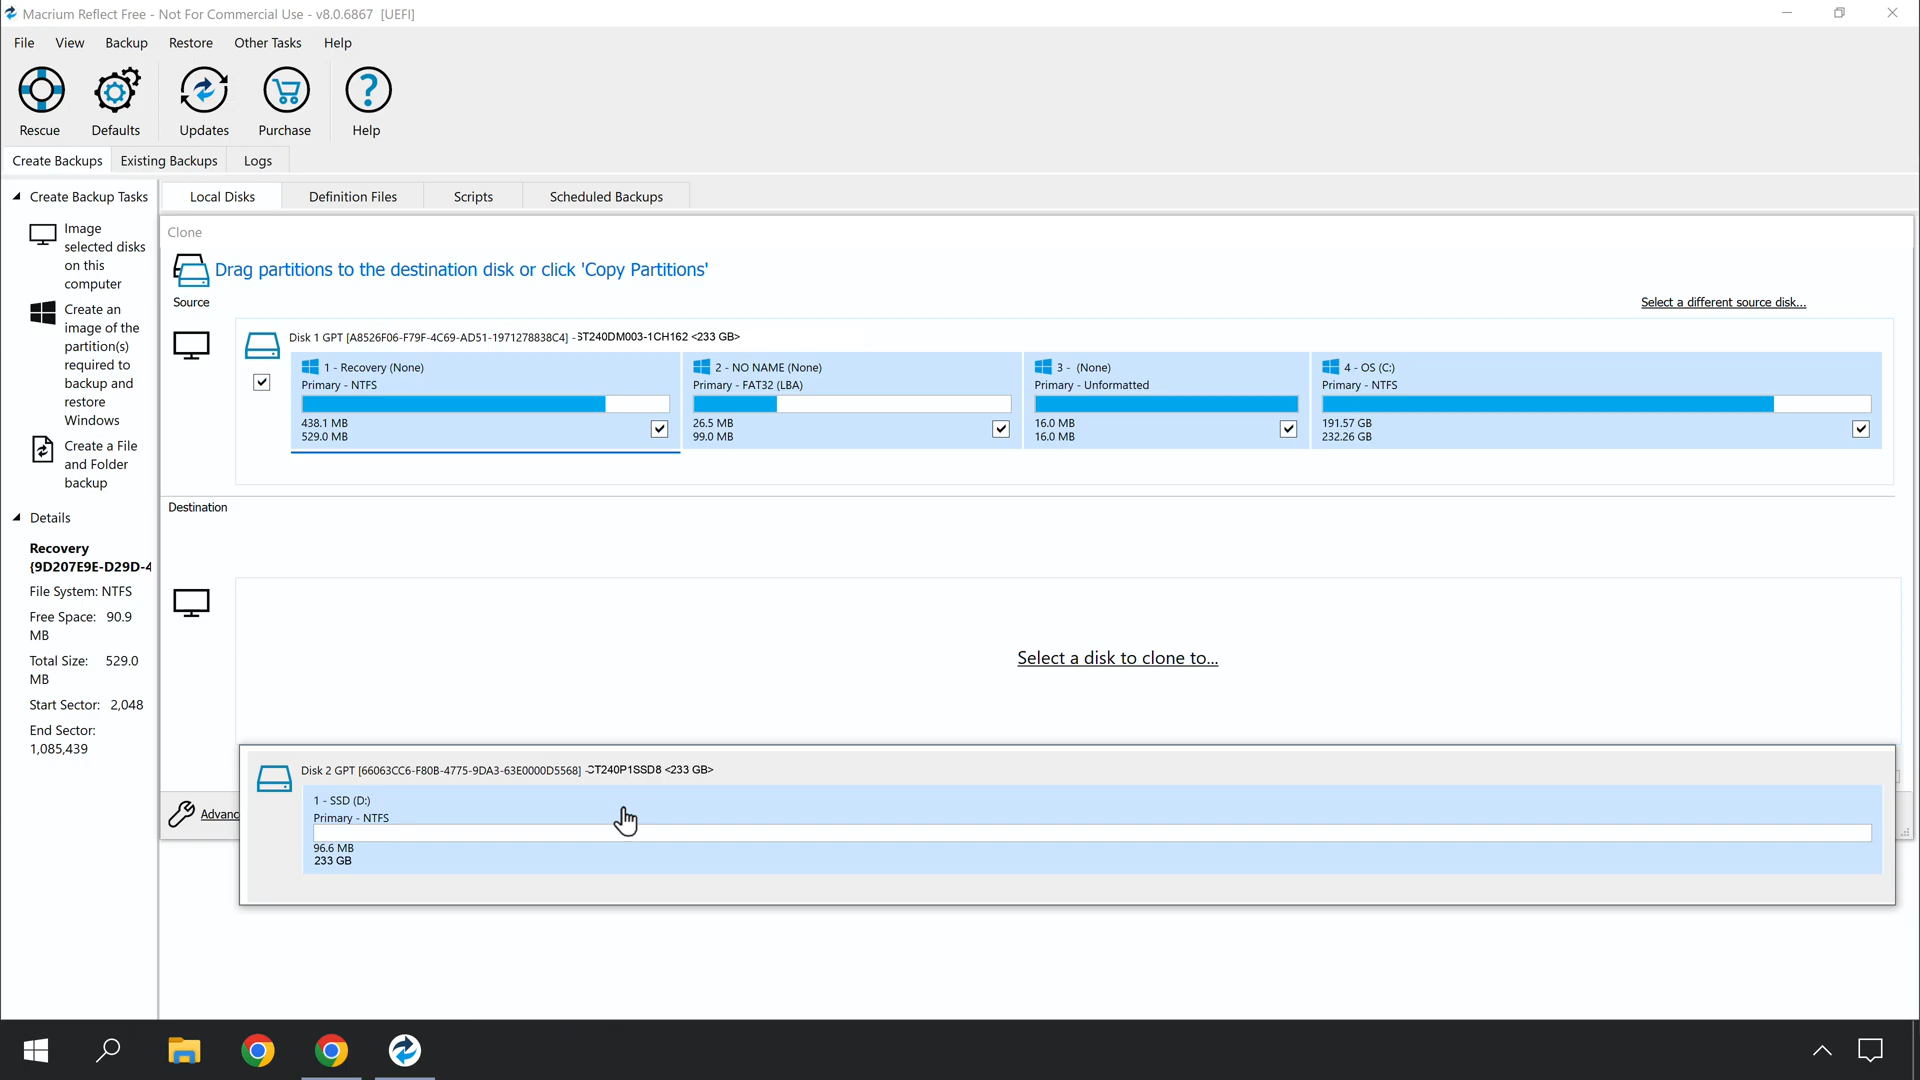 Macrium Reflect Free - Not For Commercial Use - v8.0.6867 [UEFI]
File View Backup Restore Other Tasks Help
Rescue Defaults Updates Purchase Help
Create Backups Existing Backups Logs
Create Backup Tasks
Image
selected disks
on this
computer
Create an
image of the
partition(s)
required to
backup and
restore
Windows
Create a File
and Folder
backup
Details
Recovery
{9D207E9E-D29D-4
File System: NTFS
Free Space: 90.9
MB
Total Size: 529.0
MB
Start Sector: 2,048
End Sector:
1,085,439
Local Disks Definition Files Scripts Scheduled Backups
Clone
Drag partitions to the destination disk or click 'Copy Partitions'
Source
Select a different source disk...
Disk 1 GPT [A8526F06-F79F-4C69-AD51-1971278838C4] - ST240DM003-1CH162 <233 GB>
1 - Recovery (None)
Primary - NTFS
438.1 MB
529.0 MB
2 - NO NAME (None)
Primary - FAT32 (LBA)
26.5 MB
99.0 MB
3 - (None)
Primary - Unformatted
16.0 MB
16.0 MB
4 - OS (C:)
Primary - NTFS
191.57 GB
232.26 GB
Destination
Select a disk to clone to...
Disk 2 GPT [66063CC6-F80B-4775-9DA3-63E0000D5568] - CT240P1SSD8 <233 GB>
1 - SSD (D:)
Primary - NTFS
96.6 MB
233 GB
Advanc